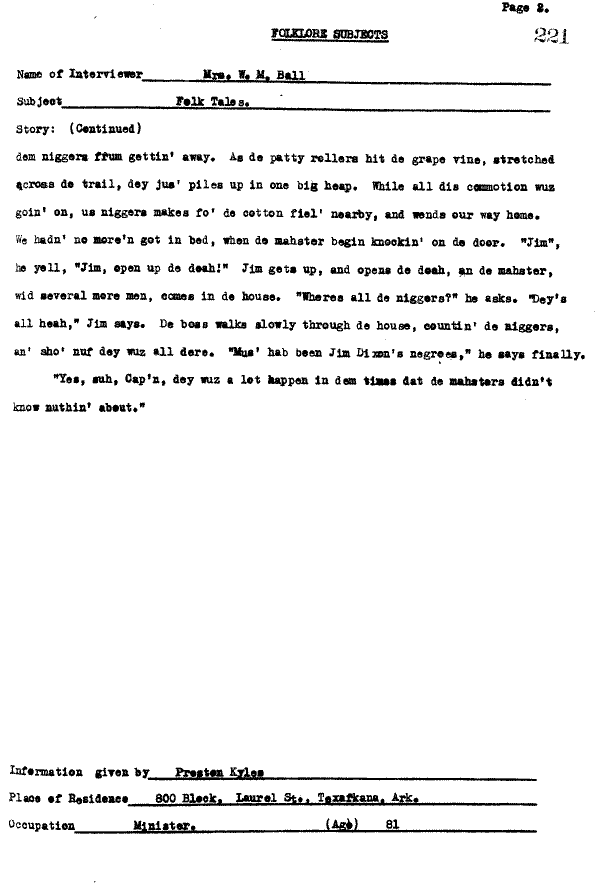 Page 2.
FOLKLORE SUBJECTS
221
Name of Interviewer Mrs. W. M. Ball
Subject Folk Tales.
Story: (Continued)
dem niggers ffum gettin' away. As de patty rollers hit de grape vine, stretched
across de trail, dey jus' piles up in one big heap. While all dis commotion wuz
goin' on, us niggers makes fo' de cotton fiel' nearby, and wends our way home.
We hadn' no more'n got in bed, when de mahster begin knockin' on de door. "Jim",
he yell, "Jim, open up de doah!" Jim gets up, and opens de doah, an de mahster,
wid several more men, comes in de house. "Wheres all de niggers?" he asks. "Dey's
all heah," Jim says. De boss walks slowly through de house, countin' de niggers,
an' sho' nuf dey wuz all dere. "Mus' hab been Jim Dixon's negroes," he says finally.
"Yes, suh, Cap'n, dey wuz a lot happen in dem times dat de mahsters didn't
know nuthin' about."
Information given by Preston Kyles
Place of Residence 800 Block, Laurel St., Texafkana, Ark.
Occupation Minister. (Age) 81